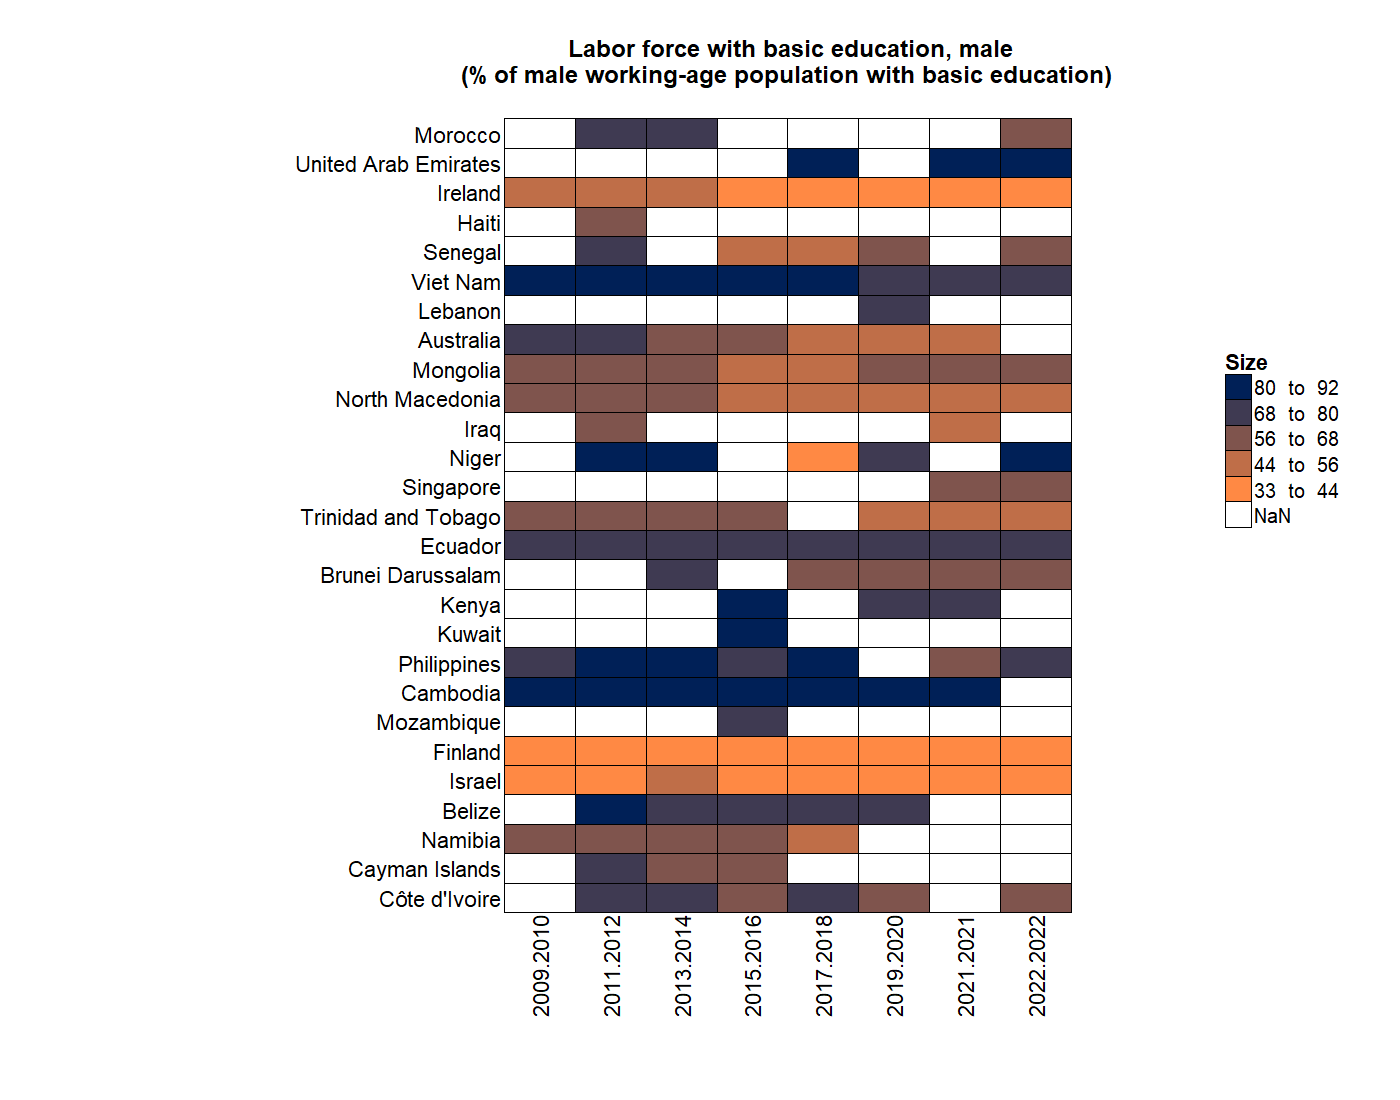 Labor force with basic education, male
(% of male working-age population with basic education)
Morocco
United Arab Emirates
Ireland
Haiti
Senegal
Viet Nam
Lebanon
Australia
Mongolia
North Macedonia
Iraq
Niger
Singapore
Trinidad and Tobago
Ecuador
Brunei Darussalam
Kenya
Kuwait
Philippines
Cambodia
Mozambique
Finland
Israel
Belize
Namibia
Cayman Islands
Côte d'Ivoire
2009.2010
2011.2012
2013.2014
2015.2016
2017.2018
2019.2020
2021.2021
2022.2022
Size
80 to 92
68 to 80
56 to 68
44 to 56
33 to 44
NaN